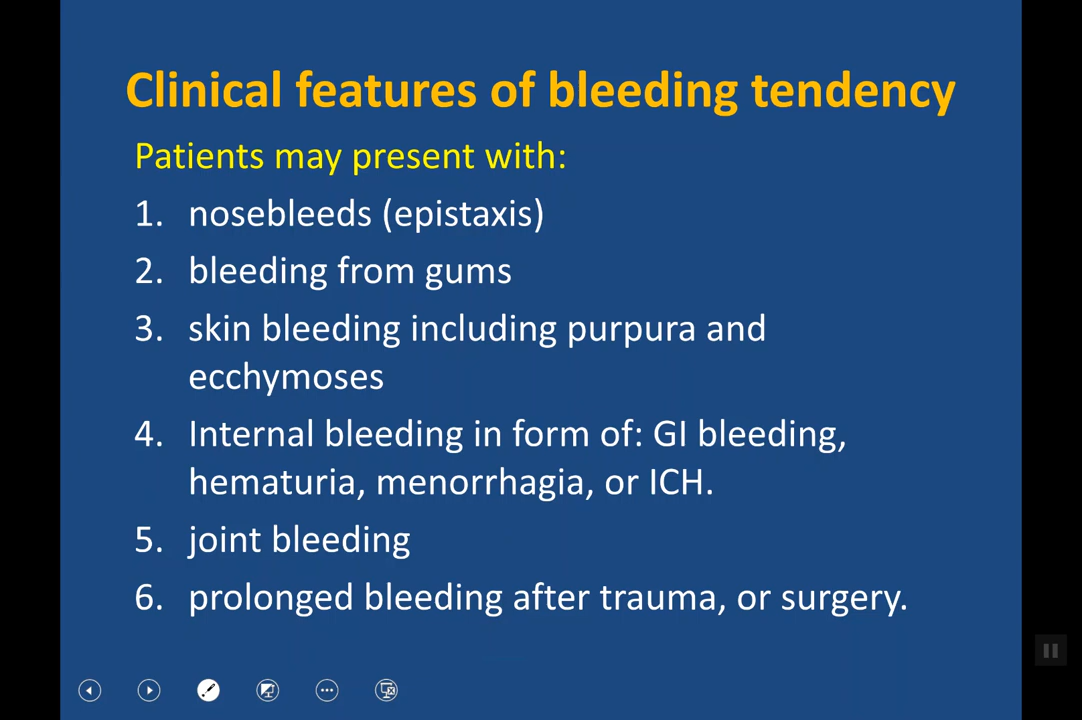 Clinical features of bleeding tendency
Patients may present with:
1. nosebleeds (epistaxis)
2. bleeding from gums
3. skin bleeding including purpura and
ecchymoses
4. Internal bleeding in form of: GI bleeding,
hematuria, menorrhagia, or ICH.
5. joint bleeding
6. prolonged bleeding after trauma, or surgery.